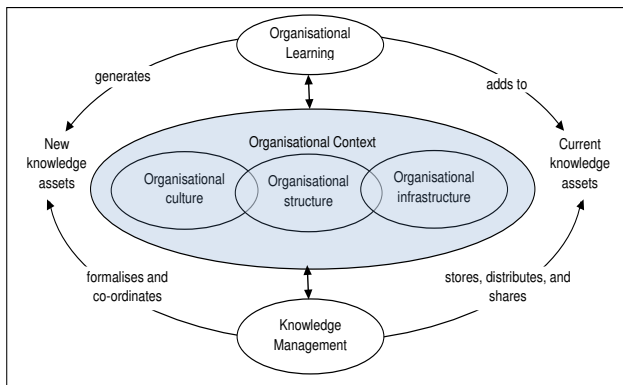 Organisational
Learning
generates
adds to
Organisational Context
New
knowledge
assets
Current
knowledge
assets
Organisational
culture
Organisational
structure
Organisational
infrastructure
formalises and
co-ordinates
stores, distributes, and
shares
Knowledge
Management